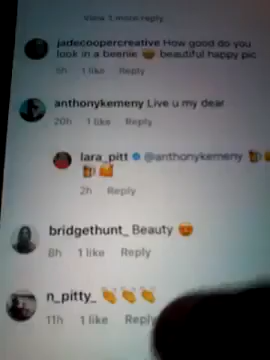 View 1 more reply
jadecoopercreative How good do you
look in a beenie 😍 beautiful happy pic
1 like Reply
anthonykemeny Live u my dear
20h 1 like Reply
lara_pitt @anthonykemeny
2h Reply
bridgethunt_ Beauty 😍
8h 1 like Reply
n_pitty_ 👏👏👏
11h 1 like Reply